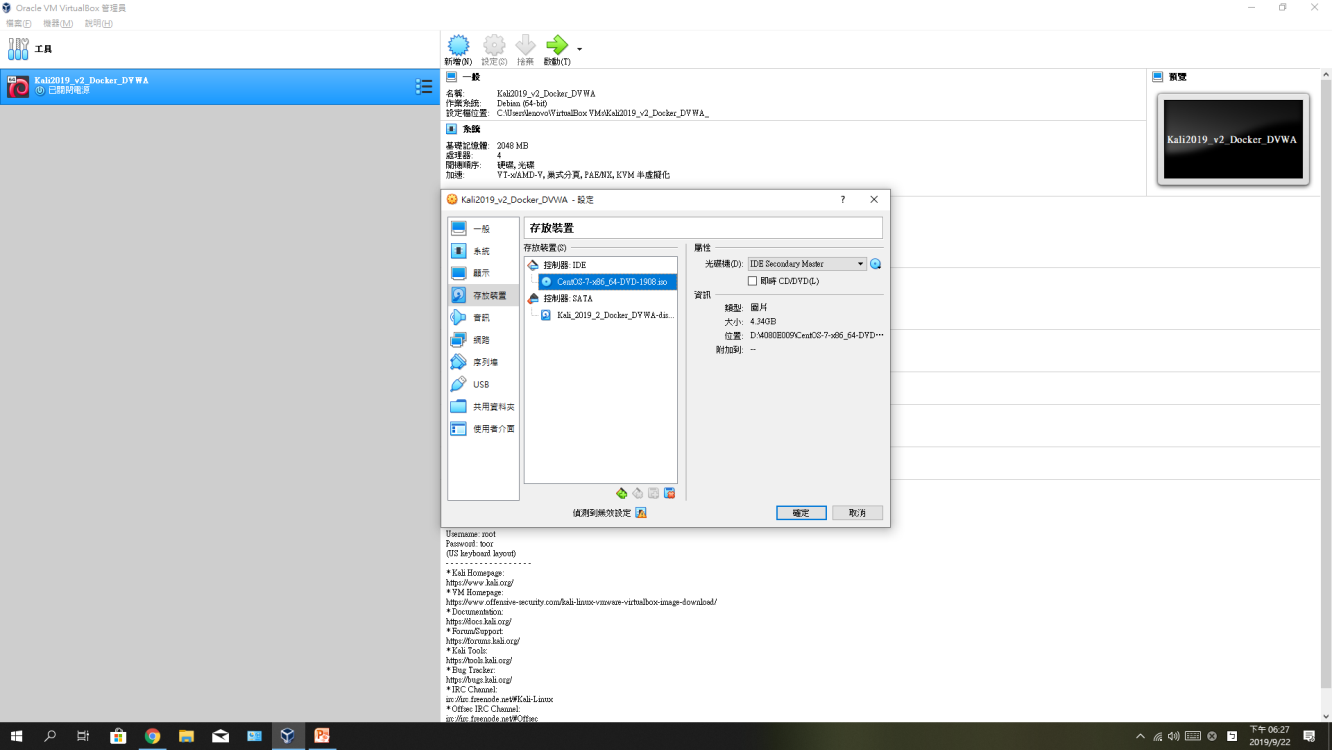 Oracle VM VirtualBox 管理員
檔案(F) 機器(M) 說明(H)
工具
新增(N) 設定(S) 捨棄 啟動(T)
64
Kali2019_v2_Docker_DVWA
已關閉電源
一般
名稱: Kali2019_v2_Docker_DVWA
作業系統: Debian (64-bit)
設定檔位置: C:\Users\lenovo\VirtualBox VMs\Kali2019_v2_Docker_DVWA_
系統
基礎記憶體: 2048 MB
處理器: 4
開機順序: 硬碟, 光碟
加速: VT-x/AMD-V, 巢式分頁, PAE/NX, KVM 半虛擬化
預覽
Kali2019_v2_Docker_DVWA
Kali2019_v2_Docker_DVWA - 設定
?
一般
系統
顯示
存放裝置
音訊
網路
序列埠
USB
共用資料夾
使用者介面
存放裝置
存放裝置(S)
控制器: IDE
CentOS-7-x86_64-DVD-1908.iso
控制器: SATA
Kali_2019_2_Docker_DVWA-dis...
屬性
光碟機(D): IDE Secondary Master
即時 CD/DVD(L)
資訊
類型: 圖片
大小: 4.34GB
位置: D:\4080E009\CentOS-7-x86_64-DVD…
附加到: --
偵測到無效設定
確定 取消
Username: root
Password: toor
(US keyboard layout)
- - - - - - - - - - - - - - - - - -
* Kali Homepage:
https://www.kali.org/
* VM Homepage:
https://www.offensive-security.com/kali-linux-vmware-virtualbox-image-download/
* Documentation:
https://docs.kali.org/
* Forum/Support:
https://forums.kali.org/
* Kali Tools:
https://tools.kali.org/
* Bug Tracker:
https://bugs.kali.org/
* IRC Channel:
irc://irc.freenode.net/#Kali-Linux
* Offsec IRC Channel:
irc://irc.freenode.net/#Offsec
下午 06:27
2019/9/22